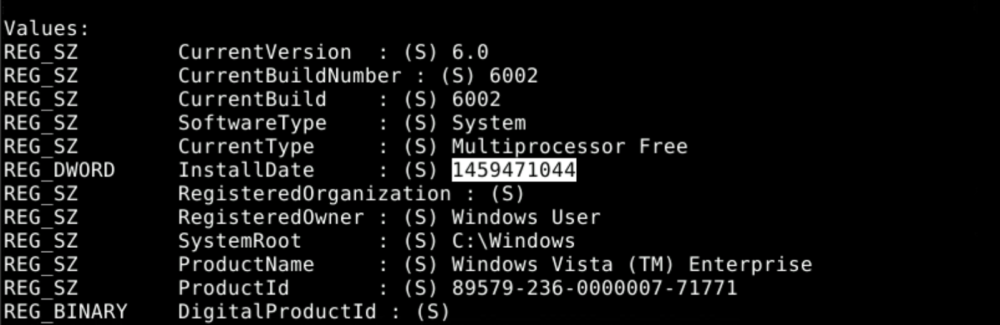 Values:
REG_SZ        CurrentVersion  : (S) 6.0
REG_SZ        CurrentBuildNumber : (S) 6002
REG_SZ        CurrentBuild    : (S) 6002
REG_SZ        SoftwareType    : (S) System
REG_SZ        CurrentType     : (S) Multiprocessor Free
REG_DWORD     InstallDate     : (S) 1459471044
REG_SZ        RegisteredOrganization : (S)
REG_SZ        RegisteredOwner : (S) Windows User
REG_SZ        SystemRoot      : (S) C:\Windows
REG_SZ        ProductName     : (S) Windows Vista (TM) Enterprise
REG_SZ        ProductId       : (S) 89579-236-0000007-71771
REG_BINARY    DigitalProductId : (S)